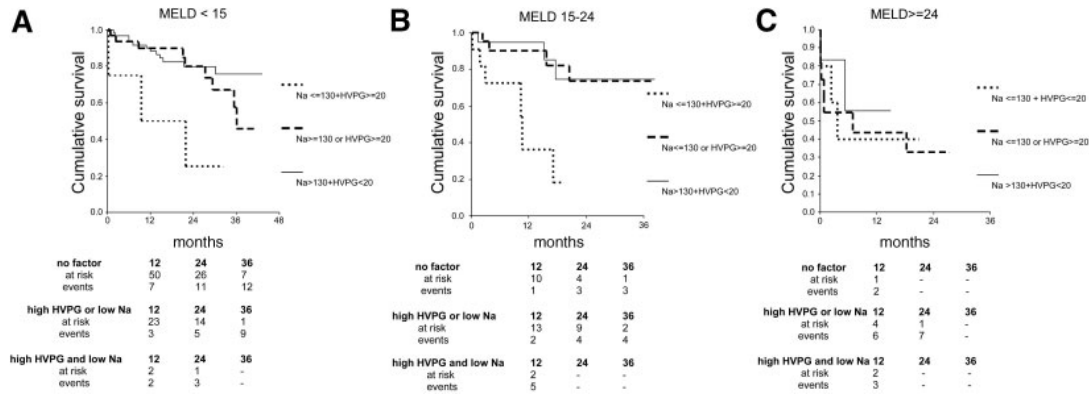 A
MELD < 15
Cumulative survival
1.0
0.8
0.6
0.4
0.2
0.0
0 12 24 36 48
months
Na <=130+HVPG>=20
Na>=130 or HVPG>=20
Na>130+HVPG<20
no factor 12 24 36
at risk 50 26 7
events 7 11 12
high HVPG or low Na 12 24 36
at risk 23 14 1
events 3 5 9
high HVPG and low Na 12 24 36
at risk 2 1 -
events 2 3 -
B
MELD 15-24
Cumulative survival
1.0
0.8
0.6
0.4
0.2
0.0
0 12 24 36
months
Na <=130+HVPG>=20
Na<=130 or HVPG>=20
Na>130+HVPG<20
no factor 12 24 36
at risk 10 4 1
events 1 3 3
high HVPG or low Na 12 24 36
at risk 13 9 2
events 2 4 4
high HVPG and low Na 12 24 36
at risk 2 - -
events 5 - -
C
MELD>=24
Cumulative survival
1.0
0.9
0.8
0.7
0.6
0.5
0.4
0.3
0.2
0.1
0.0
0 12 24 36
months
Na <=130 + HVPG<=20
Na <=130 or HVPG>=20
Na >130+HVPG<20
no factor 12 24 36
at risk 1 - -
events 2 - -
high HVPG or low Na 12 24 36
at risk 4 1 -
events 6 7 -
high HVPG and low Na 12 24 36
at risk 2 - -
events 3 - -